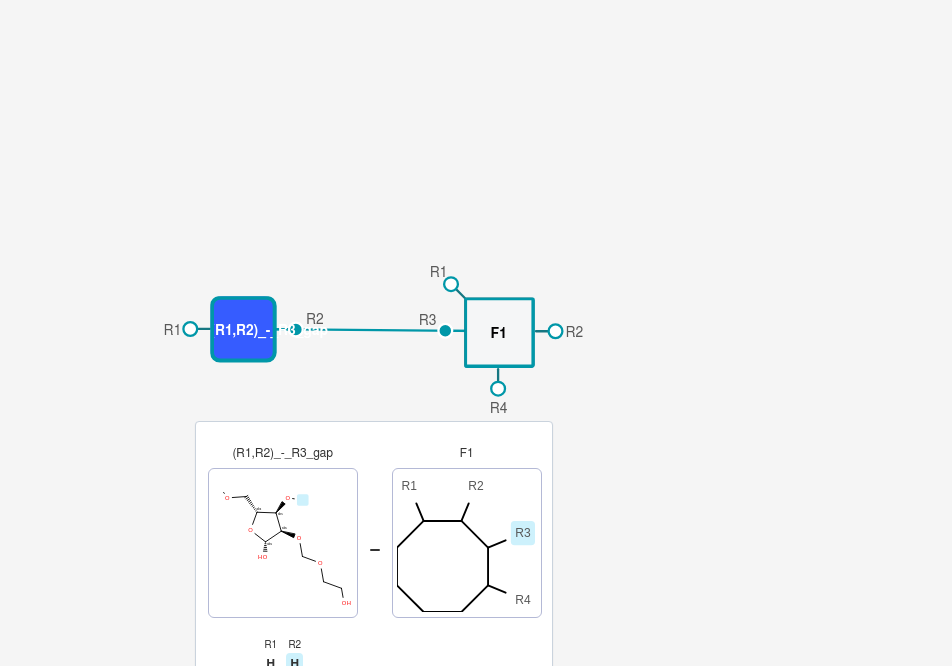 R1
R1
R2
R3
R1,R2)_-_R3_gap
F1
R2
R4
(R1,R2)_-_R3_gap
F1
R1
R2
O
O
R3
O
O
HO
O
R4
OH
R1
R2
H
H